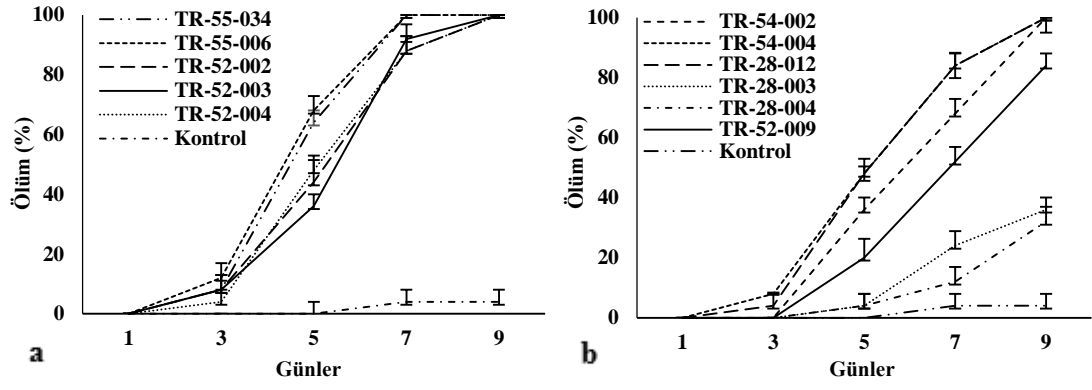 100
80
60
40
20
0
Ölüm (%)
TR-55-034
TR-55-006
TR-52-002
TR-52-003
TR-52-004
Kontrol
1 3 5 7 9
Günler
a
100
80
60
40
20
0
Ölüm (%)
TR-54-002
TR-54-004
TR-28-012
TR-28-003
TR-28-004
TR-52-009
Kontrol
1 3 5 7 9
Günler
b